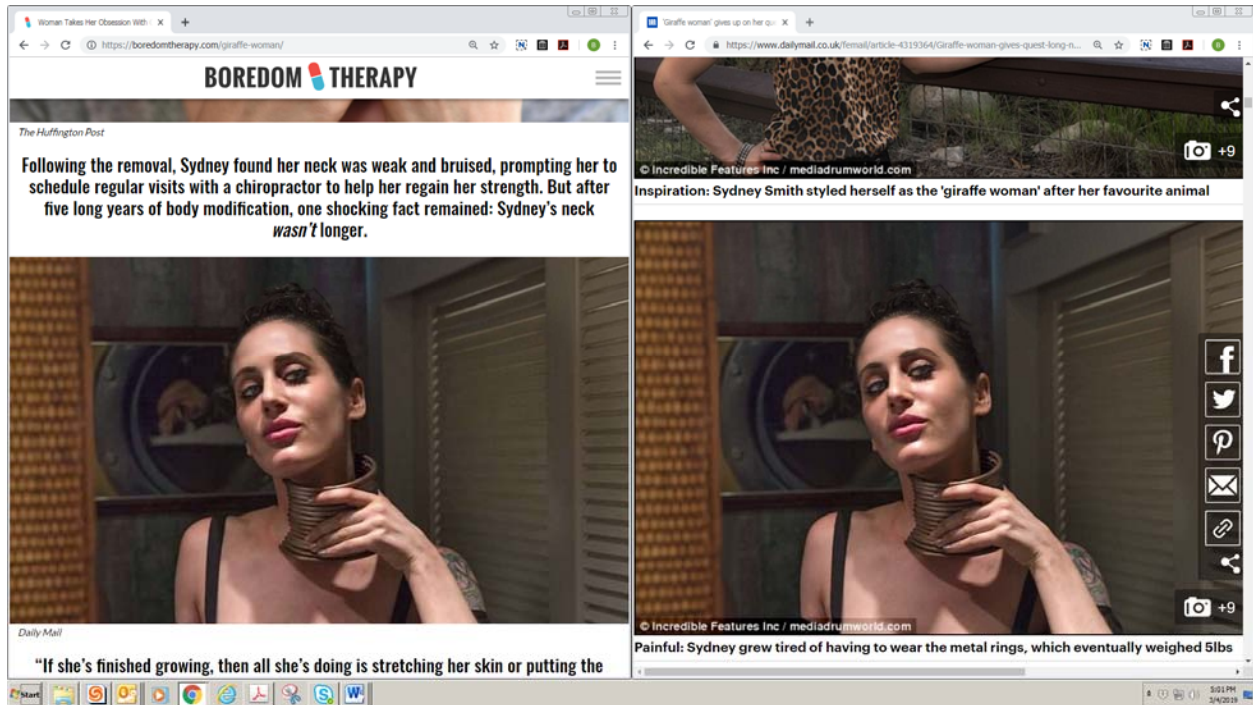 Woman Takes Her Obsession With
https://boredomtherapy.com/giraffe-woman/
BOREDOM THERAPY
The Huffington Post
Following the removal, Sydney found her neck was weak and bruised, prompting her to
schedule regular visits with a chiropractor to help her regain her strength. But after
five long years of body modification, one shocking fact remained: Sydney's neck
wasn't longer.
Daily Mail
“If she's finished growing, then all she's doing is stretching her skin or putting the
'Giraffe woman' gives up on her qu
https://www.dailymail.co.uk/femail/article-4319364/Giraffe-woman-gives-quest-long-n...
+9
© Incredible Features Inc / mediadrumworld.com
Inspiration: Sydney Smith styled herself as the 'giraffe woman' after her favourite animal
+9
© Incredible Features Inc / mediadrumworld.com
Painful: Sydney grew tired of having to wear the metal rings, which eventually weighed 5lbs
Start
5:01 PM
3/4/2019